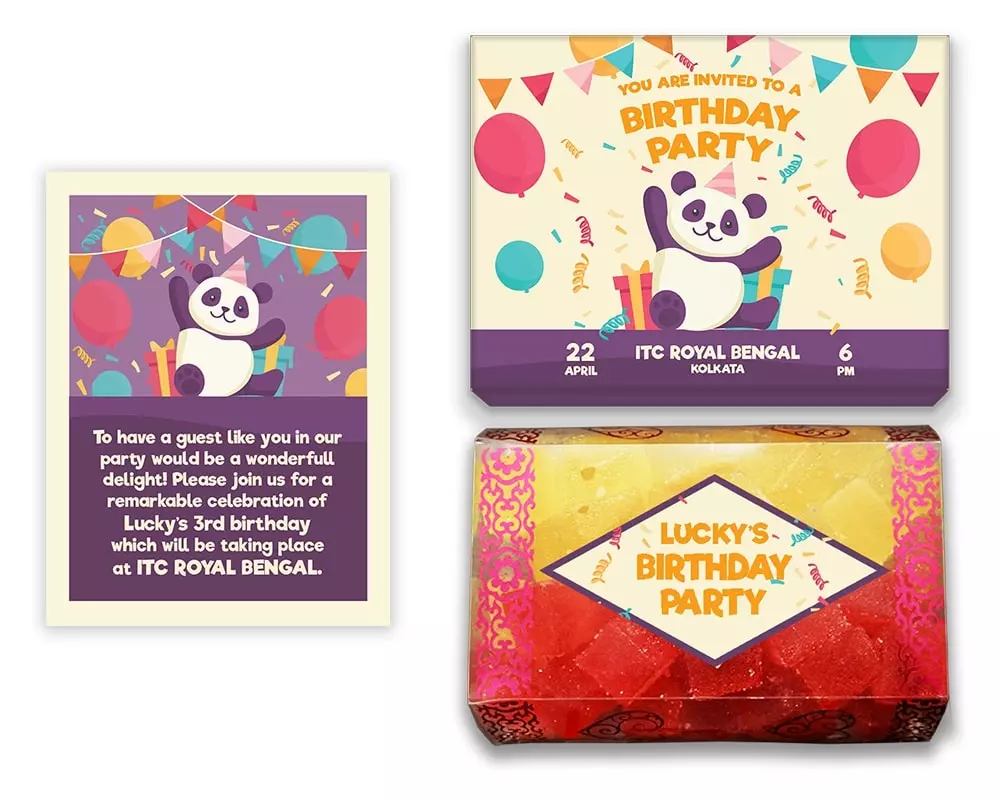 To have a guest like you in our
party would be a wonderfull
delight! Please join us for a
remarkable celebration of
Lucky's 3rd birthday
which will be taking place
at ITC ROYAL BENGAL.
YOU ARE INVITED TO A
BIRTHDAY
PARTY
22
APRIL
ITC ROYAL BENGAL
KOLKATA
6
PM
LUCKY'S
BIRTHDAY
PARTY